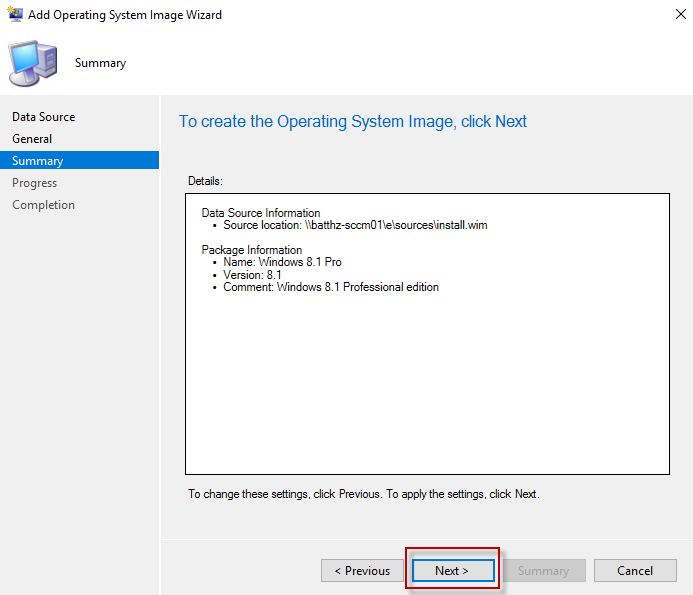 Add Operating System Image Wizard
Summary
Data Source
General
Summary
Progress
Completion
To create the Operating System Image, click Next
Details:
Data Source Information
• Source location: \\batthz-sccm01\e\sources\install.wim
Package Information
• Name: Windows 8.1 Pro
• Version: 8.1
• Comment: Windows 8.1 Professional edition
To change these settings, click Previous. To apply the settings, click Next.
< Previous
Next >
Summary
Cancel